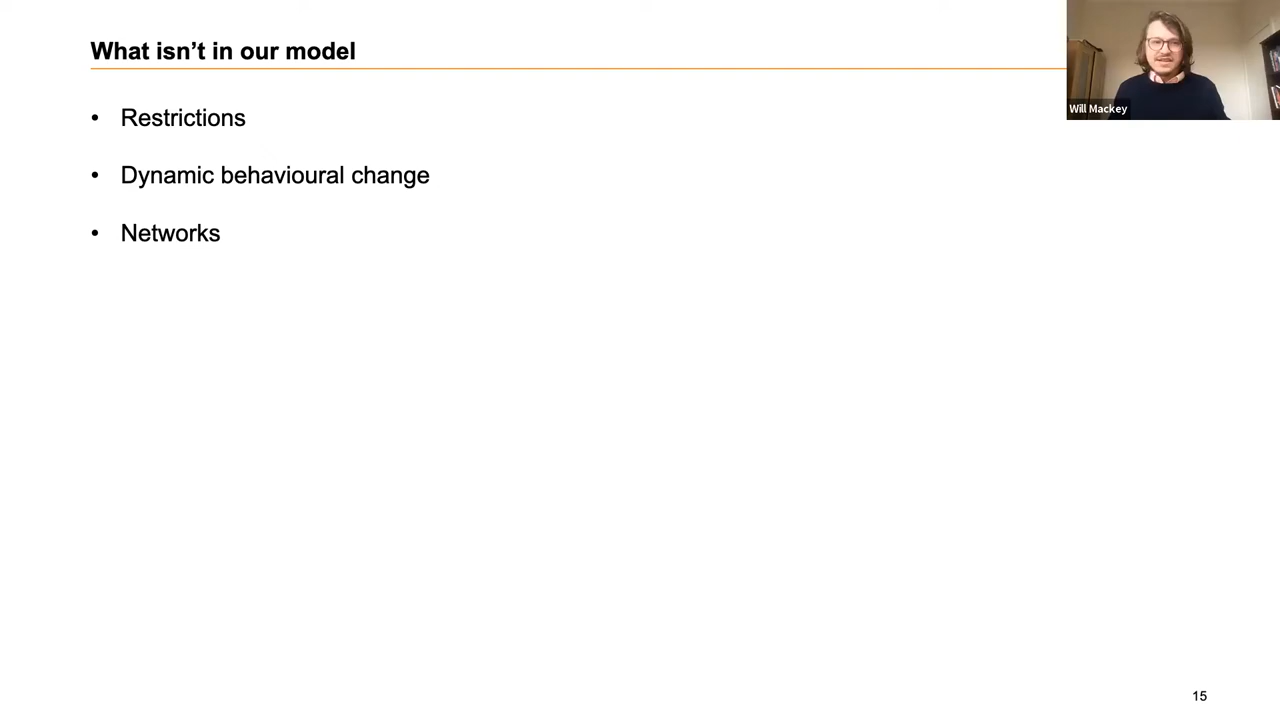 What isn’t in our model
Will Mackey
• Restrictions
• Dynamic behavioural change
• Networks
15